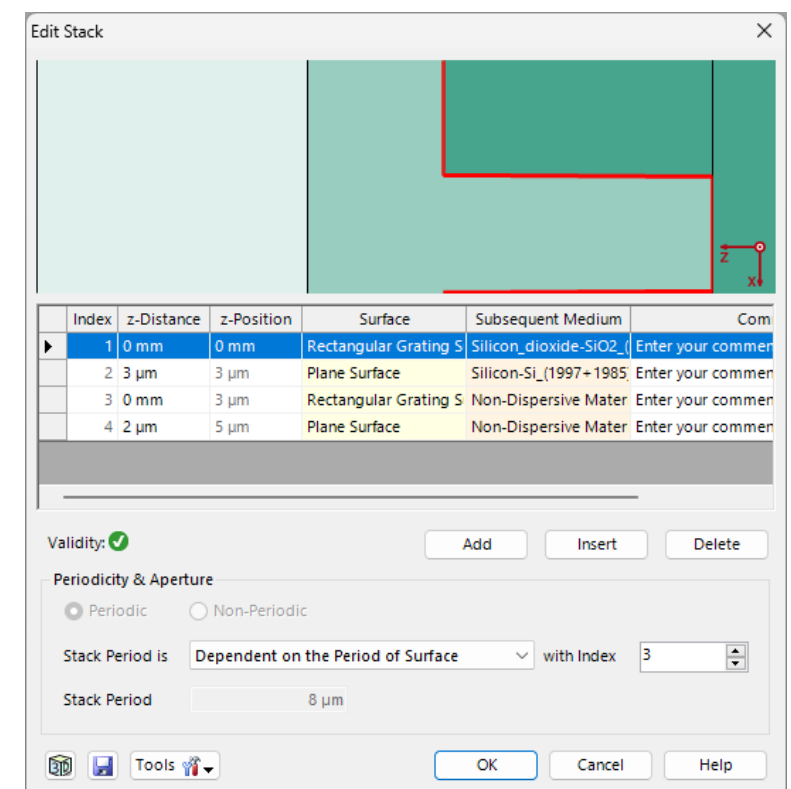 Edit Stack
Z
X
Index z-Distance z-Position Surface Subsequent Medium Com
1 0 mm 0 mm Rectangular Grating S Silicon_dioxide-SiO2_( Enter your commen
2 3 µm 3 µm Plane Surface Silicon-Si_(1997+1985) Enter your commen
3 0 mm 3 µm Rectangular Grating S Non-Dispersive Mater Enter your commen
4 2 µm 5 µm Plane Surface Non-Dispersive Mater Enter your commen
Validity: Add Insert Delete
Periodicity & Aperture
Periodic Non-Periodic
Stack Period is Dependent on the Period of Surface with Index 3
Stack Period 8 µm
3D Tools OK Cancel Help